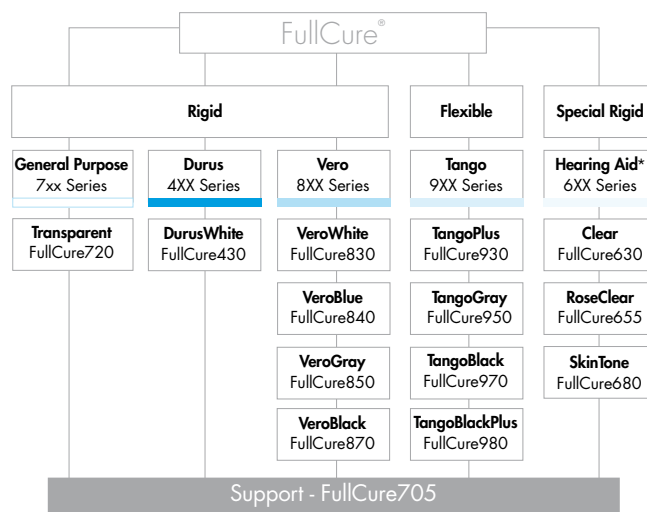 FullCure®
Rigid
Flexible
Special Rigid
General Purpose
7xx Series
Durus
4XX Series
Vero
8XX Series
Tango
9XX Series
Hearing Aid*
6XX Series
Transparent
FullCure720
DurusWhite
FullCure430
VeroWhite
FullCure830
TangoPlus
FullCure930
Clear
FullCure630
VeroBlue
FullCure840
TangoGray
FullCure950
RoseClear
FullCure655
VeroGray
FullCure850
TangoBlack
FullCure970
SkinTone
FullCure680
VeroBlack
FullCure870
TangoBlackPlus
FullCure980
Support - FullCure705